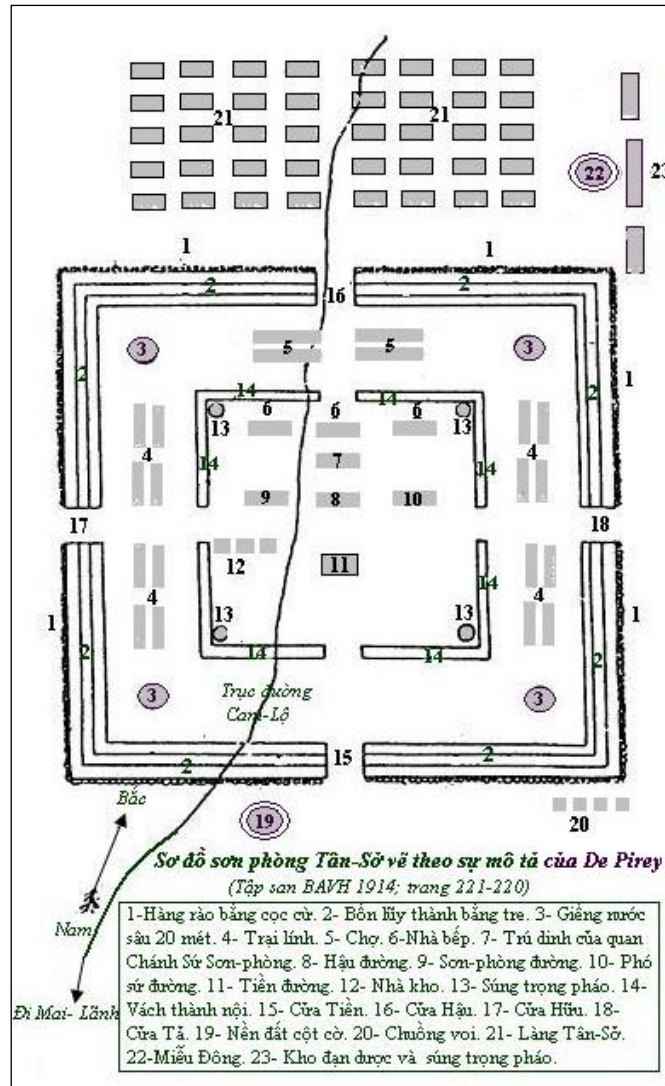 21 21
22 23
1 1
2 16 2
3 5 5 3
2 14 14 2 1
6 6 6
13 13
4 7 4
14 14
9 8 10
17 18
12 11
4 14 4
1 13 13 1
2 14 14 2
3 3
Trục đường
Cam-Lộ
2 15 2
Bắc
19 20
Sơ đồ sơn phòng Tân-Sở vẽ theo sự mô tả của De Pirey
(Tập san BAVH 1914; trang 221-220)
Nam
Đi Mai- Lãnh
1-Hàng rào bằng cọc cừ. 2- Bốn lũy thành bằng tre. 3- Giếng nước
sâu 20 mét. 4- Trại lính. 5- Chợ. 6-Nhà bếp. 7- Trú dinh của quan
Chánh Sứ Sơn-phòng. 8- Hậu đường. 9- Sơn-phòng đường. 10- Phó
sứ đường. 11- Tiền đường. 12- Nhà kho. 13- Súng trọng pháo. 14-
Vách thành nội. 15- Cửa Tiền. 16- Cửa Hậu. 17- Cửa Hữu. 18-
Cửa Tả. 19- Nền đất cột cờ. 20- Chuồng voi. 21- Làng Tân-Sở.
22-Miễu Đông. 23- Kho đạn dược và súng trọng pháo.